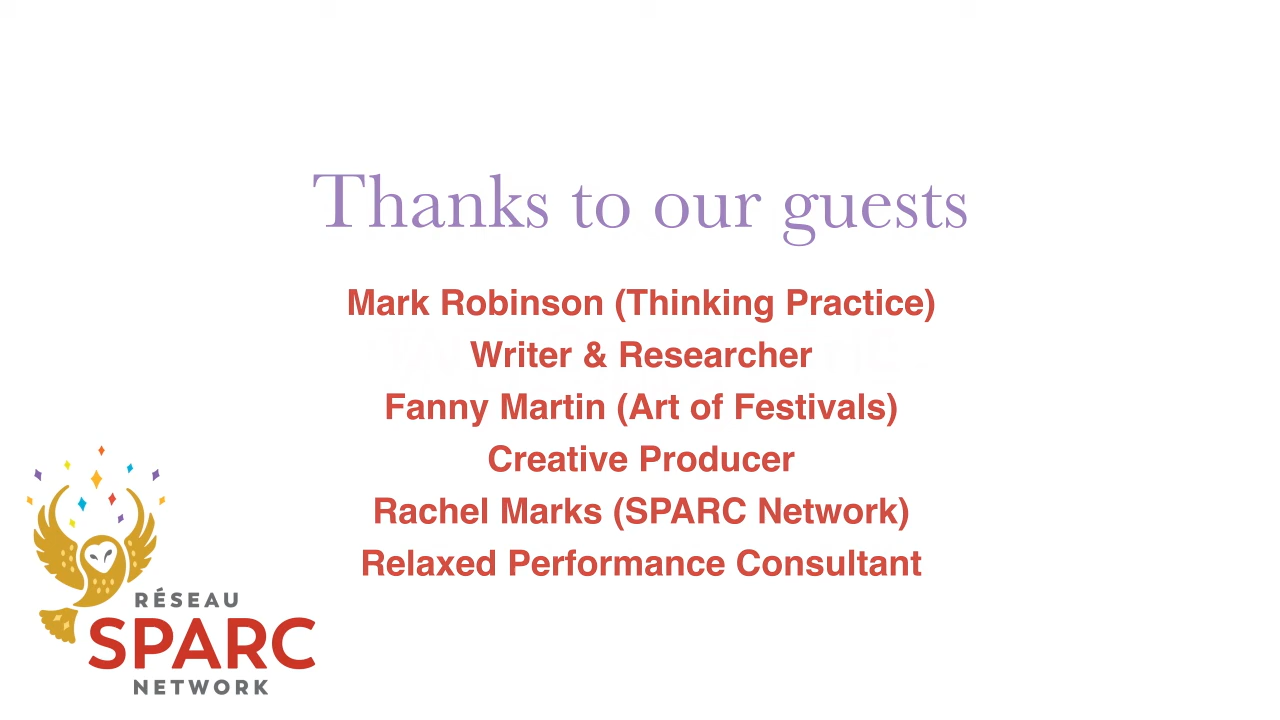 Thanks to our guests
Mark Robinson (Thinking Practice)
Writer & Researcher
Fanny Martin (Art of Festivals)
Creative Producer
Rachel Marks (SPARC Network)
Relaxed Performance Consultant
RÉSEAU
SPARC
NETWORK